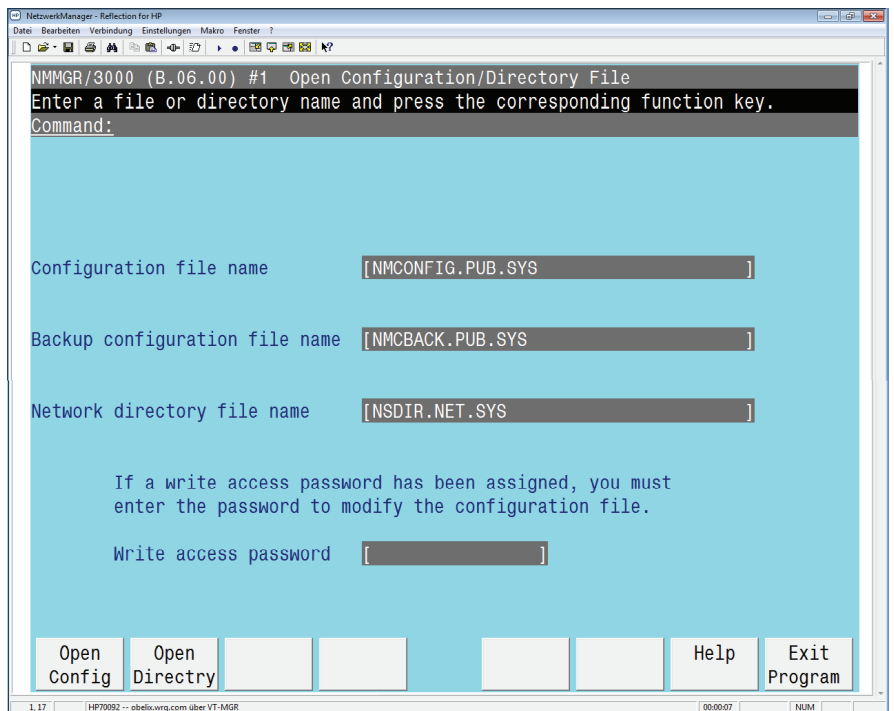 NetzwerkManager - Reflection for HP
Datei Bearbeiten Verbindung Einstellungen Makro Fenster ?
NMMGR/3000 (B.06.00) #1 Open Configuration/Directory File
Enter a file or directory name and press the corresponding function key.
Command:
Configuration file name [NMCONFIG.PUB.SYS ]
Backup configuration file name [NMCBACK.PUB.SYS ]
Network directory file name [NSDIR.NET.SYS ]
If a write access password has been assigned, you must
enter the password to modify the configuration file.
Write access password [ ]
Open Config Open Directry Help Exit Program
1, 17 HP70092 -- obelix.wrq.com über VT-MGR 00:00:07 NUM